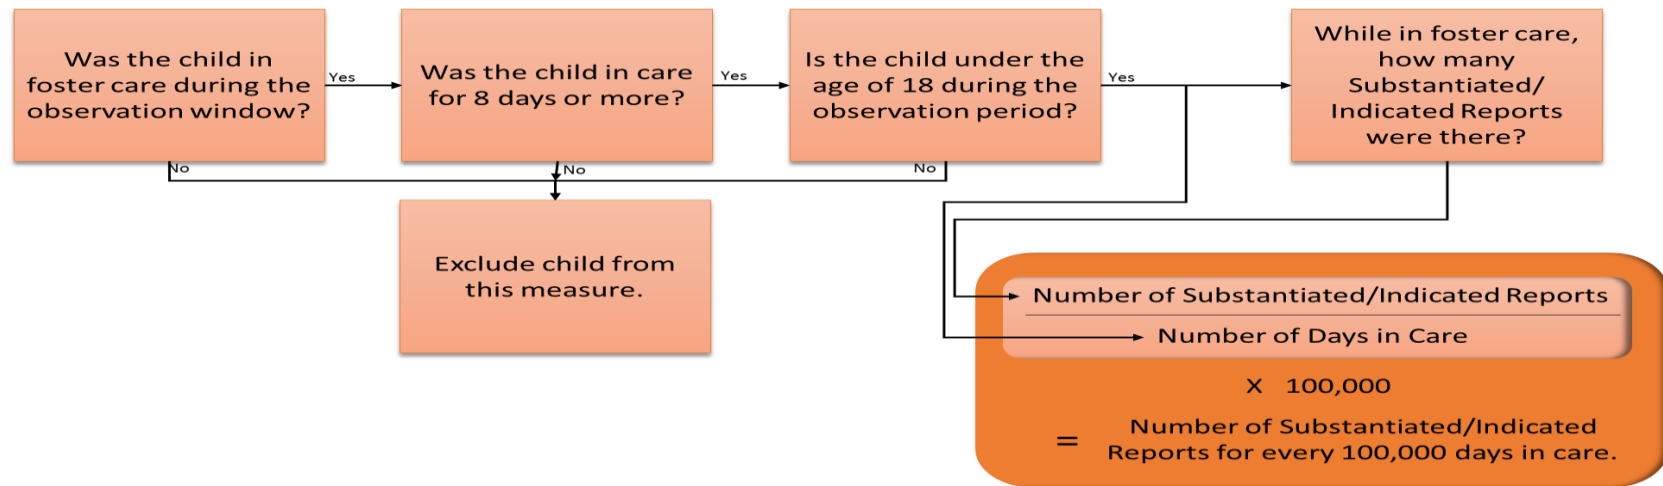 Was the child in
foster care during the
observation window?
Yes
Was the child in care
for 8 days or more?
Yes
Is the child under the
age of 18 during the
observation period?
Yes
While in foster care,
how many
Substantiated/
Indicated Reports
were there?
No
No
No
Exclude child from
this measure.
Number of Substantiated/Indicated Reports
Number of Days in Care
X 100,000
= Number of Substantiated/Indicated
Reports for every 100,000 days in care.